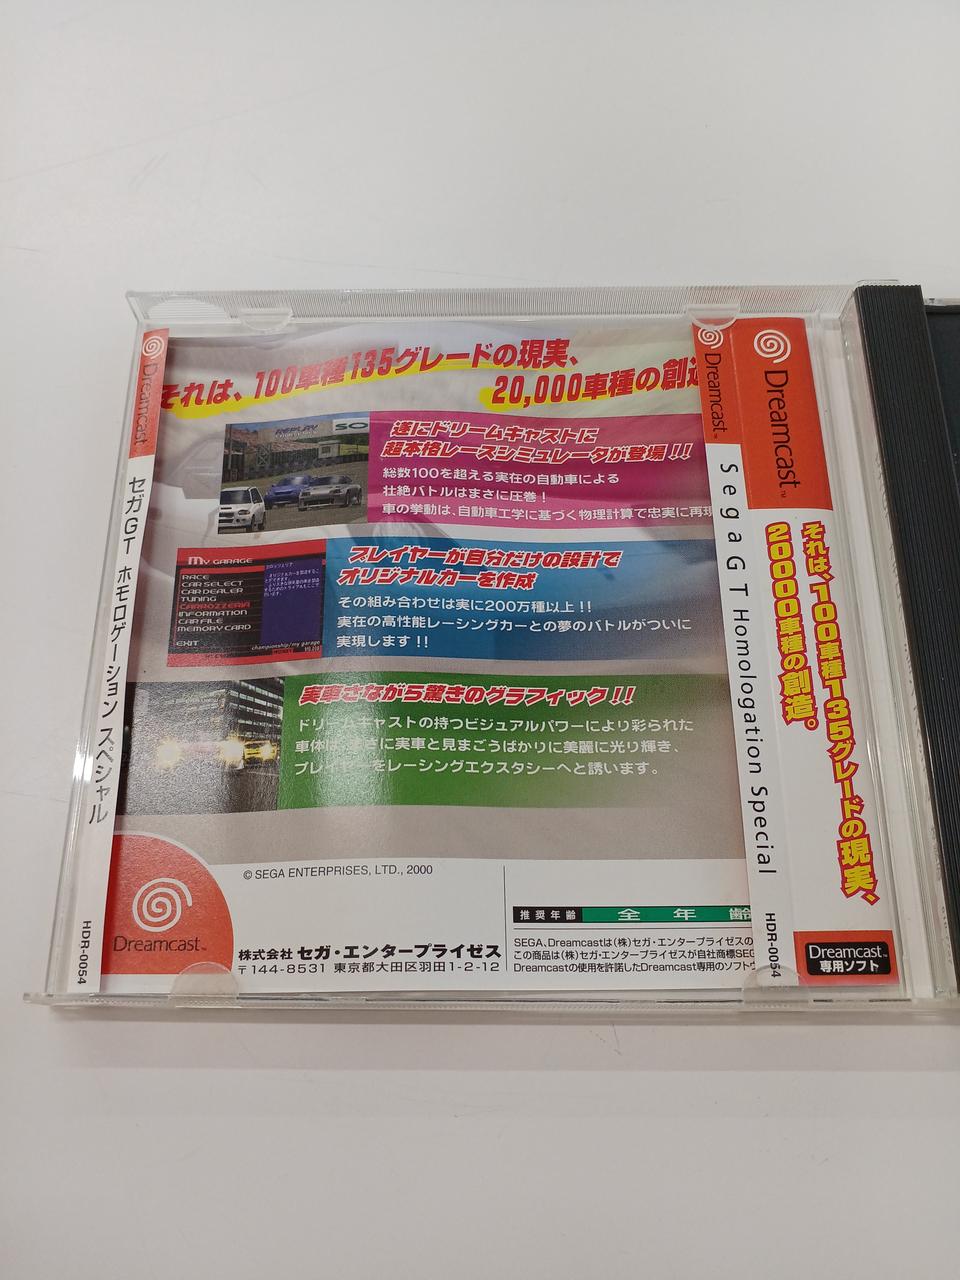 Dreamcast
セガGT ホモロゲーション スペシャル
HDR-0054
それは、100車種135グレードの現実、
20,000車種の創造
REPLAY
遂にドリームキャストに
超本格レースシミュレータが登場!!
総数100を超える実在の自動車による
壮絶バトルはまさに圧巻!
車の挙動は、自動車工学に基づく物理計算で忠実に再現
MY GARAGE
RACE
CAR SELECT
CAR DEALER
TUNING
CARROZZERIA
INFORMATION
CAR FILE
MEMORY CARD
EXIT
championship/my garage
プレイヤーが自分だけの設計で
オリジナルカーを作成
その組み合わせは実に200万種以上!!
実在の高性能レーシングカーとの夢のバトルがついに
実現します!!
実車さながら驚きのグラフィック!!
ドリームキャストの持つビジュアルパワーにより彩られた
車体は、まさに実車と見まごうばかりに美麗に光り輝き、
プレイヤーをレーシングエクスタシーへと誘います。
© SEGA ENTERPRISES, LTD., 2000
Dreamcast™
株式会社 セガ・エンタープライゼス
〒144-8531 東京都大田区羽田1-2-12
推奨年齢 全年齢
SEGA、Dreamcastは(株)セガ・エンタープライゼスの
この商品は(株)セガ・エンタープライゼスが自社商標SEG
Dreamcastの使用を許諾したDreamcast専用のソフトウ
Dreamcast™
Sega GT Homologation Special
HDR-0054
Dreamcast™
それは、100車種135グレードの現実、
20000車種の創造。
Dreamcast™
専用ソフト